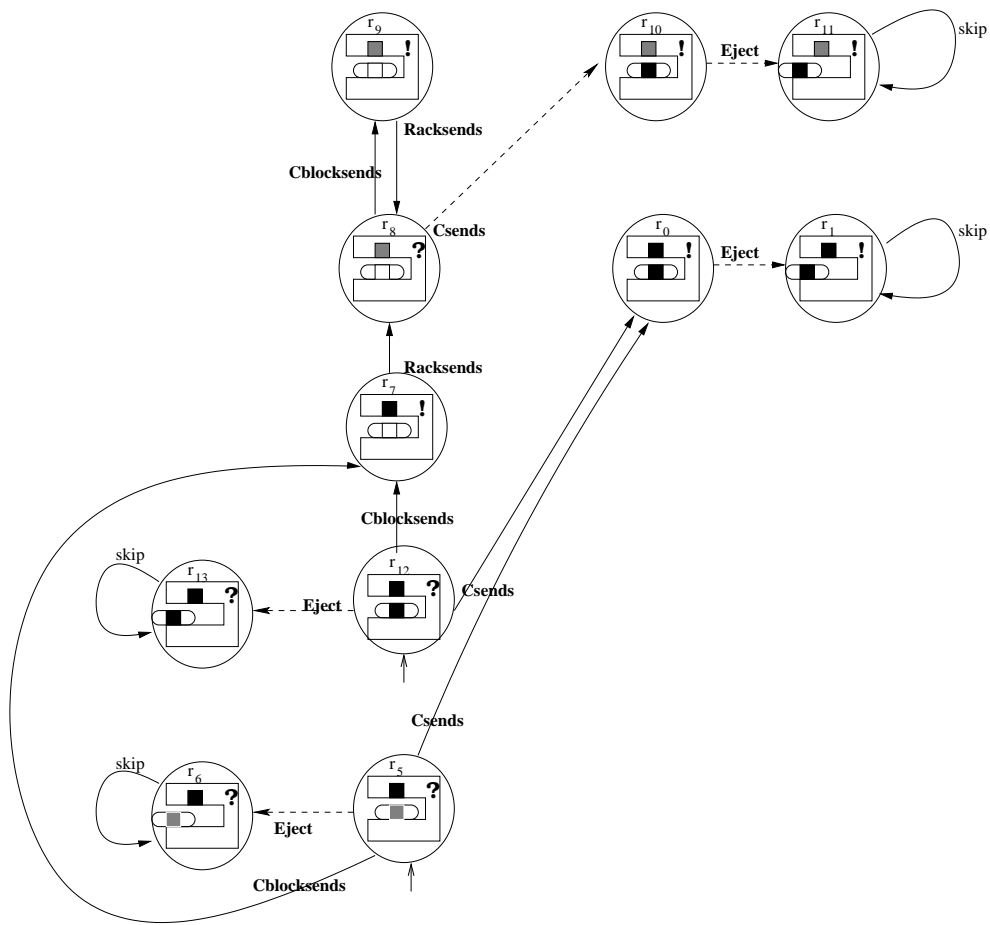 r9
!
r10
!
r11
!
skip
Eject
Racksends
Cblocksends
r8
?
Csends
r0
!
r1
!
skip
Eject
Racksends
r7
!
Cblocksends
skip
r13
?
r12
?
Eject
Csends
Csends
skip
r6
?
r5
?
Eject
Cblocksends